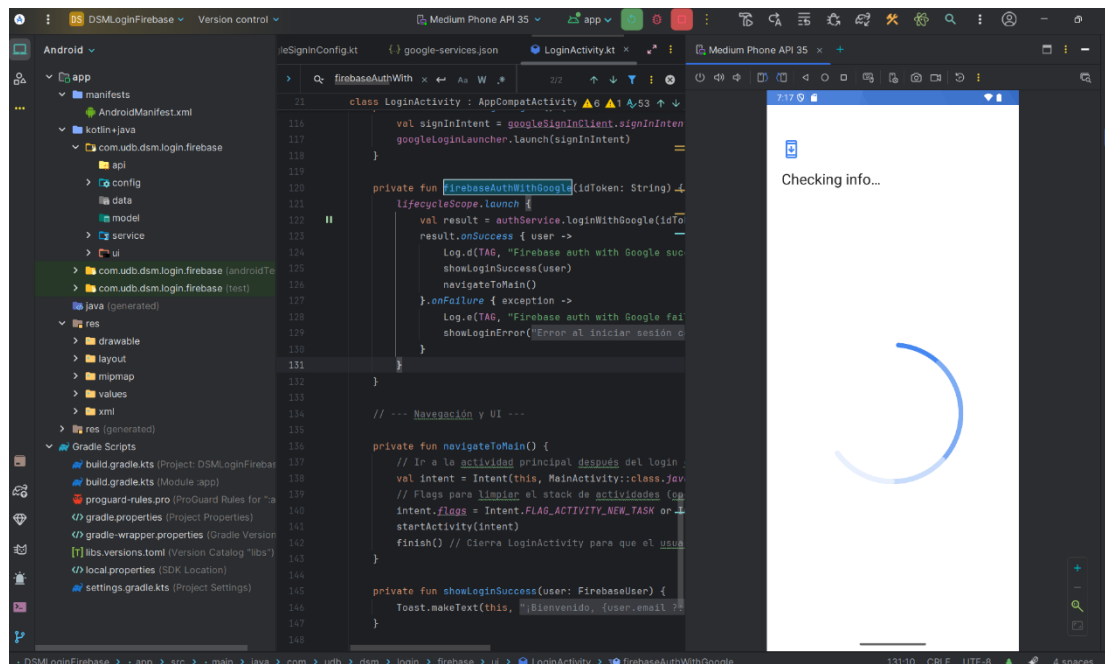 DS DSMLoginFirebase Version control Medium Phone API 35 app
Android
app
manifests
AndroidManifest.xml
kotlin+java
com.udb.dsm.login.firebase
api
config
data
model
service
ui
com.udb.dsm.login.firebase (androidTe
com.udb.dsm.login.firebase (test)
java (generated)
res
drawable
layout
mipmap
values
xml
res (generated)
Gradle Scripts
build.gradle.kts (Project: DSMLoginFirebas
build.gradle.kts (Module :app)
proguard-rules.pro (ProGuard Rules for ":a
gradle.properties (Project Properties)
gradle-wrapper.properties (Gradle Version
libs.versions.toml (Version Catalog "libs")
local.properties (SDK Location)
settings.gradle.kts (Project Settings)
leSignInConfig.kt google-services.json LoginActivity.kt
firebaseAuthWith Aa W .* 2/2
21 class LoginActivity : AppCompatActivity 6 1 53
116 val signInIntent = googleSignInClient.signInInten
117 googleLoginLauncher.launch(signInIntent)
118 }
119
120 private fun firebaseAuthWithGoogle(idToken: String) {
121 lifecycleScope.launch {
122 val result = authService.loginWithGoogle(idTo
123 result.onSuccess { user ->
124 Log.d(TAG, "Firebase auth with Google suc
125 showLoginSuccess(user)
126 navigateToMain()
127 }.onFailure { exception ->
128 Log.e(TAG, "Firebase auth with Google fai
129 showLoginError("Error al iniciar sesión c
130 }
131 }
132 }
133
134 // --- Navegación y UI ---
135
136 private fun navigateToMain() {
137 // Ir a la actividad principal después del login
138 val intent = Intent(this, MainActivity::class.jav
139 // Flags para limpiar el stack de actividades (op
140 intent.flags = Intent.FLAG_ACTIVITY_NEW_TASK or
141 startActivity(intent)
142 finish() // Cierra LoginActivity para que el usua
143 }
144
145 private fun showLoginSuccess(user: FirebaseUser) {
146 Toast.makeText(this, "¡Bienvenido, {user.email ?:
147 }
148
Medium Phone API 35
7:17
Checking info...
DSMLoginFirebase > app > src > main > java > com > udb > dsm > login > firebase > ui > LoginActivity > firebaseAuthWithGoogle 131:10 CRLF UTF-8 4 spaces